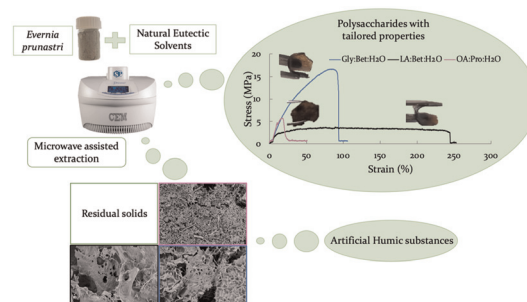 Evernia
prunastri
Natural Eutectic
Solvents
CEM
Microwave assisted
extraction
Polysaccharides with
tailored properties
Gly:Bet:H2O
LA:Bet:H2O
OA:Pro:H2O
Stress (MPa)
20
15
10
5
0
0
50
100
150
200
250
300
Strain (%)
Residual solids
Artificial Humic substances